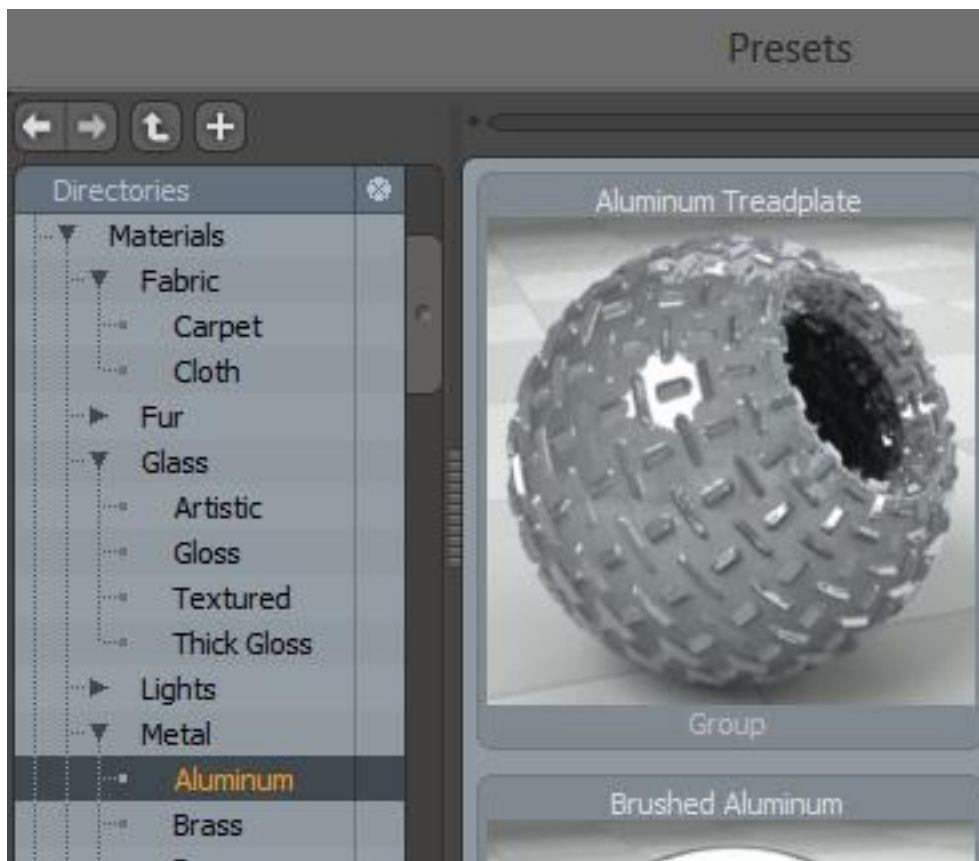 Presets
Directories
Materials
Fabric
Carpet
Cloth
Fur
Glass
Artistic
Gloss
Textured
Thick Gloss
Lights
Metal
Aluminum
Brass
Aluminum Treadplate
Group
Brushed Aluminum